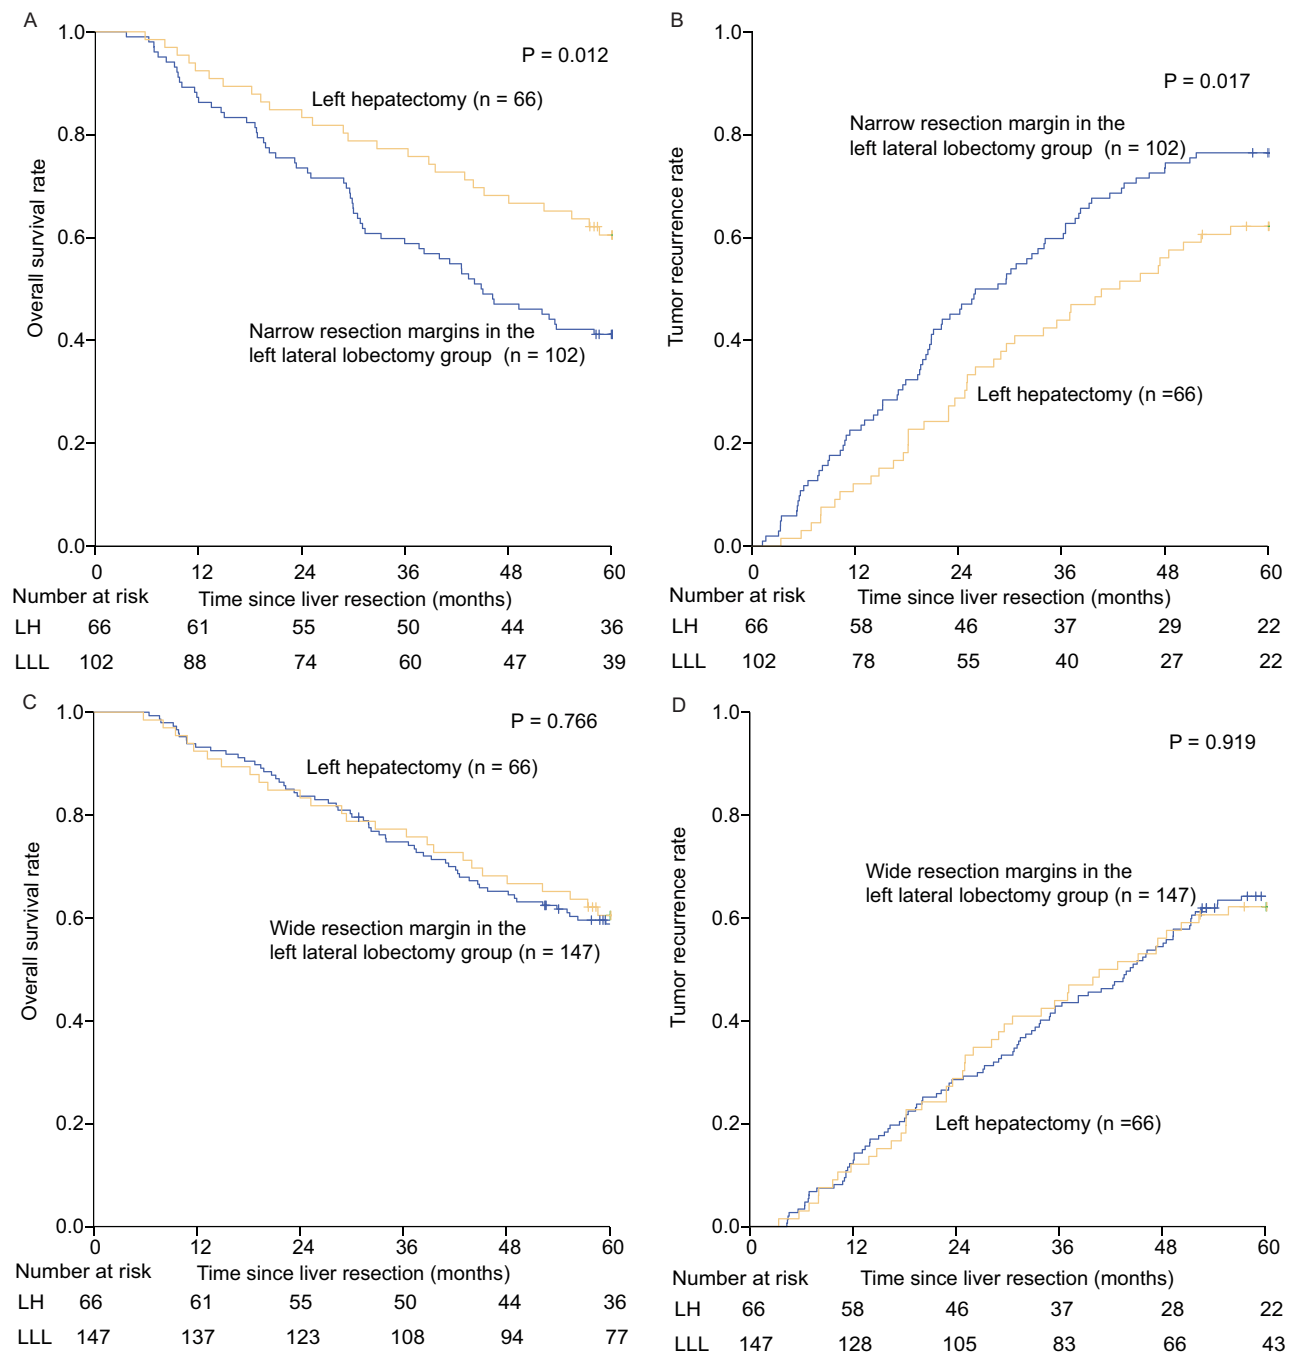 A
1.0
0.8
0.6
0.4
0.2
0.0
Overall survival rate
P = 0.012
Left hepatectomy (n = 66)
Narrow resection margins in the
left lateral lobectomy group (n = 102)
0 12 24 36 48 60
Number at risk Time since liver resection (months)
LH 66 61 55 50 44 36
LLL 102 88 74 60 47 39
B
1.0
0.8
0.6
0.4
0.2
0.0
Tumor recurrence rate
P = 0.017
Narrow resection margin in the
left lateral lobectomy group (n = 102)
Left hepatectomy (n =66)
0 12 24 36 48 60
Number at risk Time since liver resection (months)
LH 66 58 46 37 29 22
LLL 102 78 55 40 27 22
C
1.0
0.8
0.6
0.4
0.2
0.0
Overall survival rate
P = 0.766
Left hepatectomy (n = 66)
Wide resection margin in the
left lateral lobectomy group (n = 147)
0 12 24 36 48 60
Number at risk Time since liver resection (months)
LH 66 61 55 50 44 36
LLL 147 137 123 108 94 77
D
1.0
0.8
0.6
0.4
0.2
0.0
Tumor recurrence rate
P = 0.919
Wide resection margins in the
left lateral lobectomy group (n = 147)
Left hepatectomy (n =66)
0 12 24 36 48 60
Number at risk Time since liver resection (months)
LH 66 58 46 37 28 22
LLL 147 128 105 83 66 43